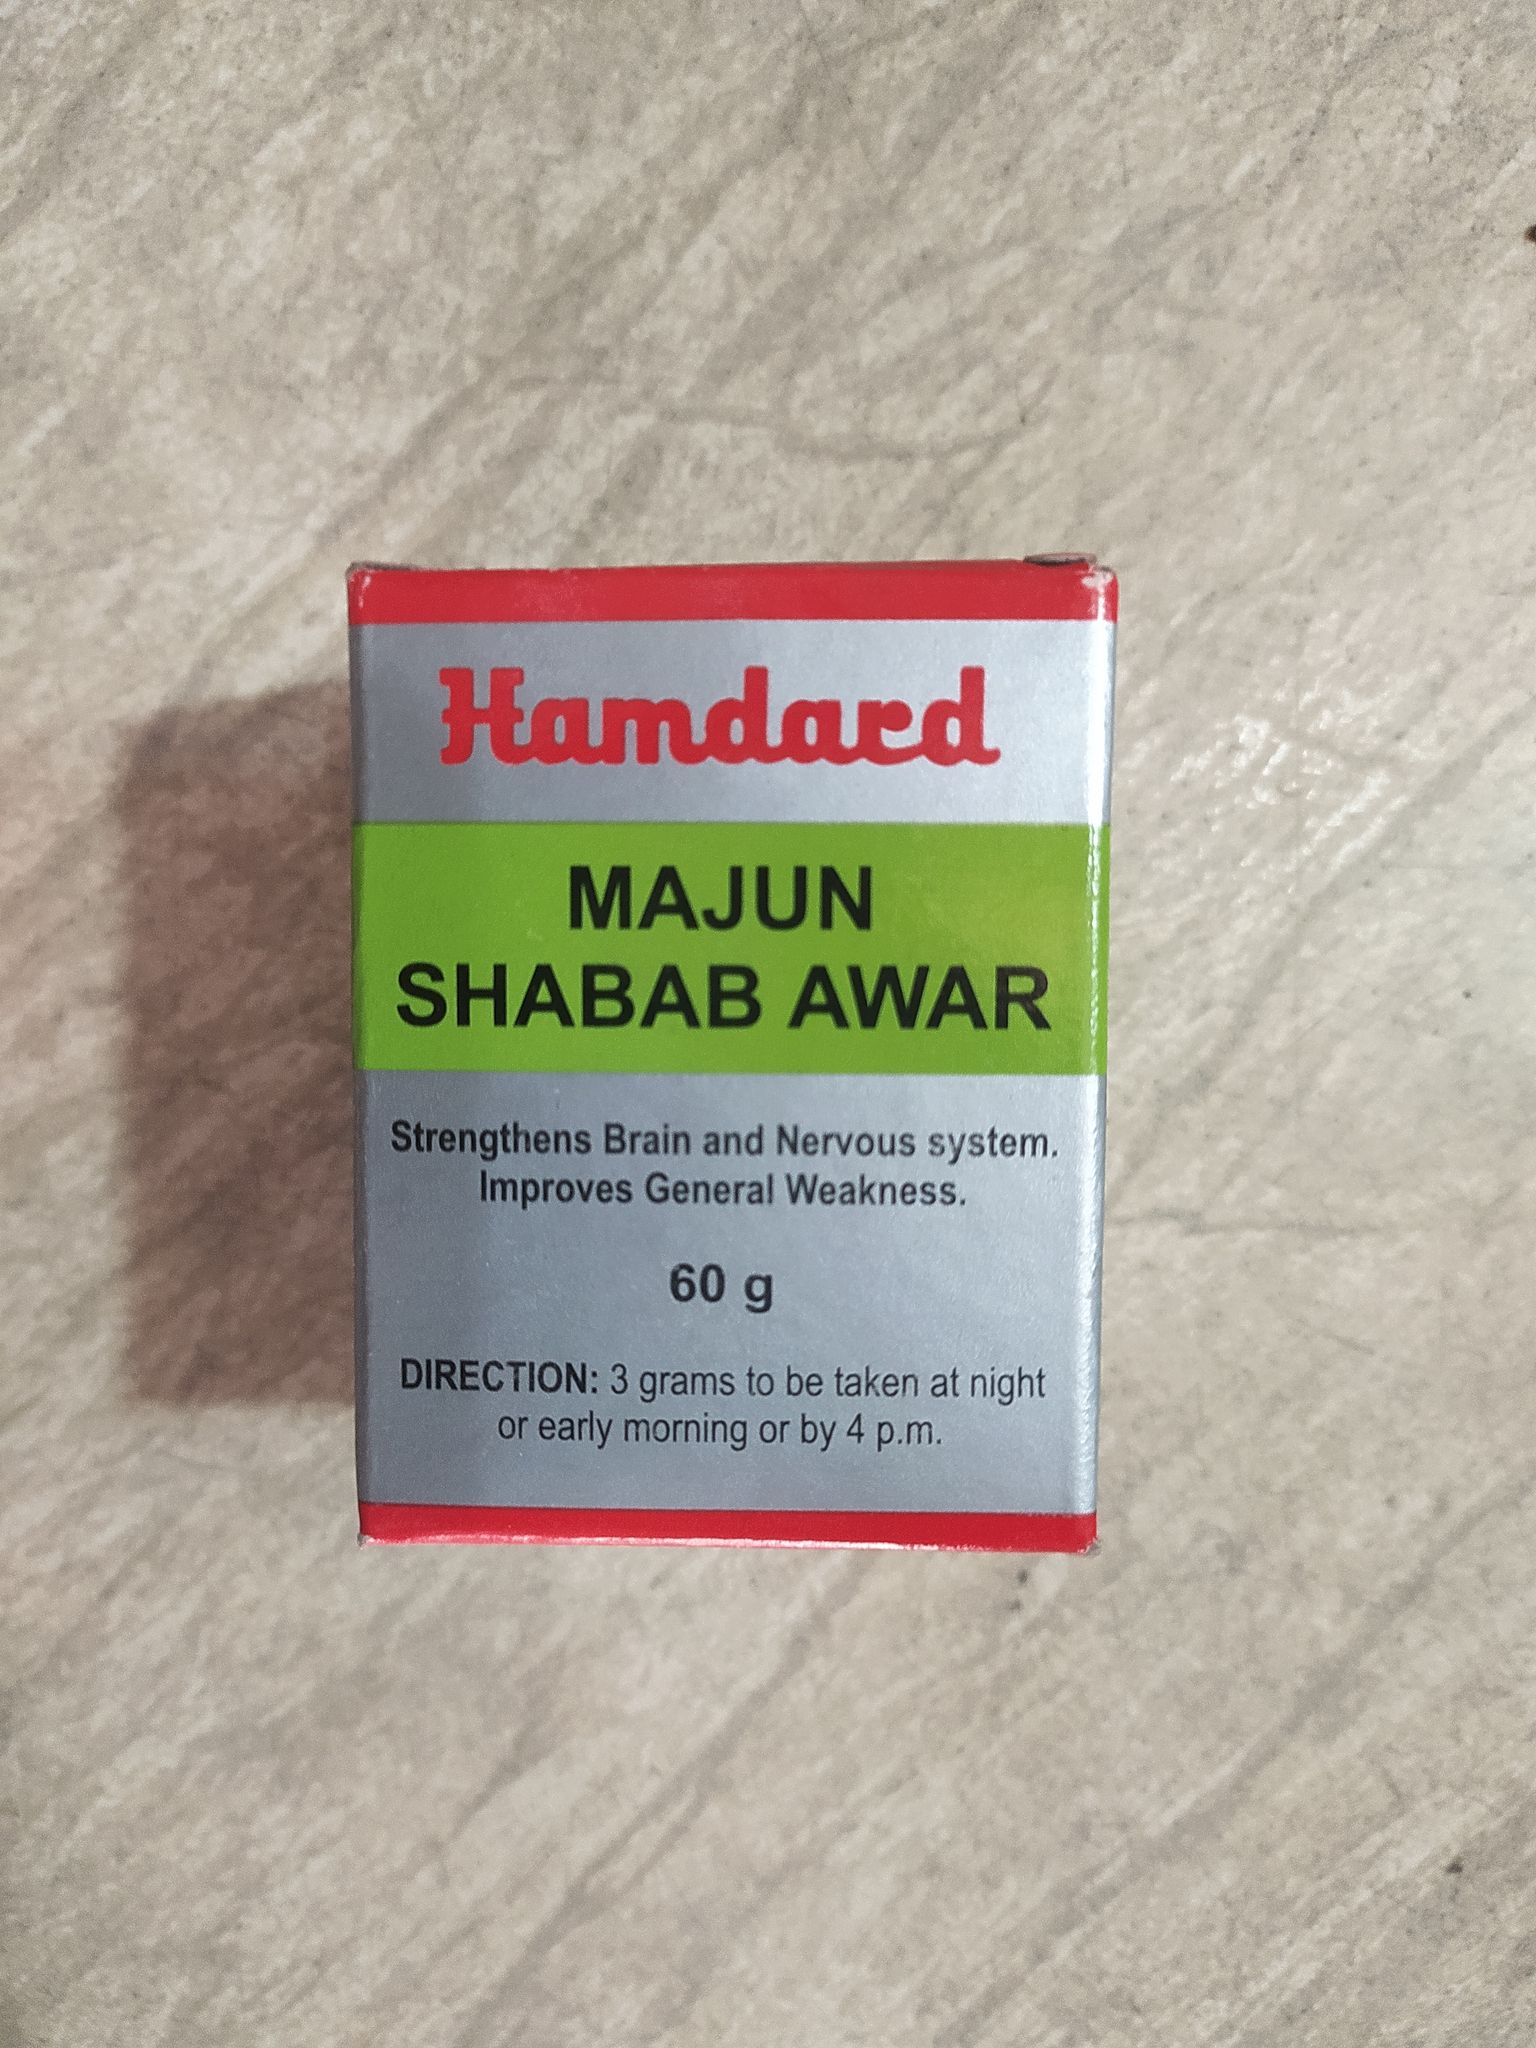 Hamdard
MAJUN
SHABAB AWAR
Strengthens Brain and Nervous system.
Improves General Weakness.
60 g
DIRECTION: 3 grams to be taken at night
or early morning or by 4 p.m.